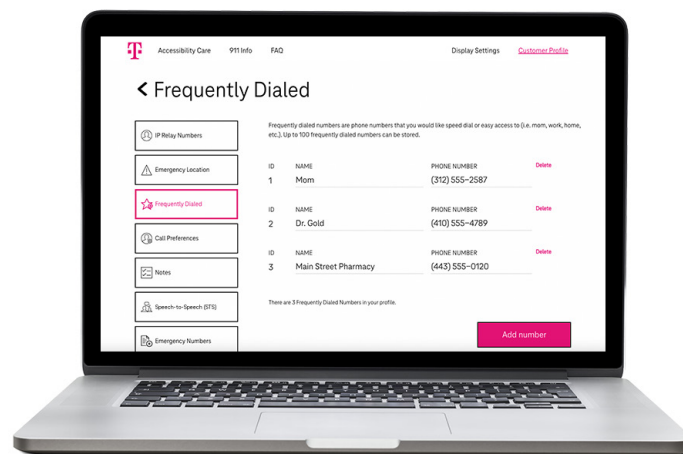 T Accessibility Care 911 Info FAQ Display Settings Customer Profile
< Frequently Dialed
IP Relay Numbers
Emergency Location
Frequently Dialed
Call Preferences
Notes
Speech-to-Speech (STS)
Emergency Numbers
Frequently dialed numbers are phone numbers that you would like speed dial or easy access to (i.e. mom, work, home,
etc.). Up to 100 frequently dialed numbers can be stored.
ID NAME PHONE NUMBER Delete
1 Mom (312) 555-2587
ID NAME PHONE NUMBER Delete
2 Dr. Gold (410) 555-4789
ID NAME PHONE NUMBER Delete
3 Main Street Pharmacy (443) 555-0120
There are 3 Frequently Dialed Numbers in your profile.
Add number